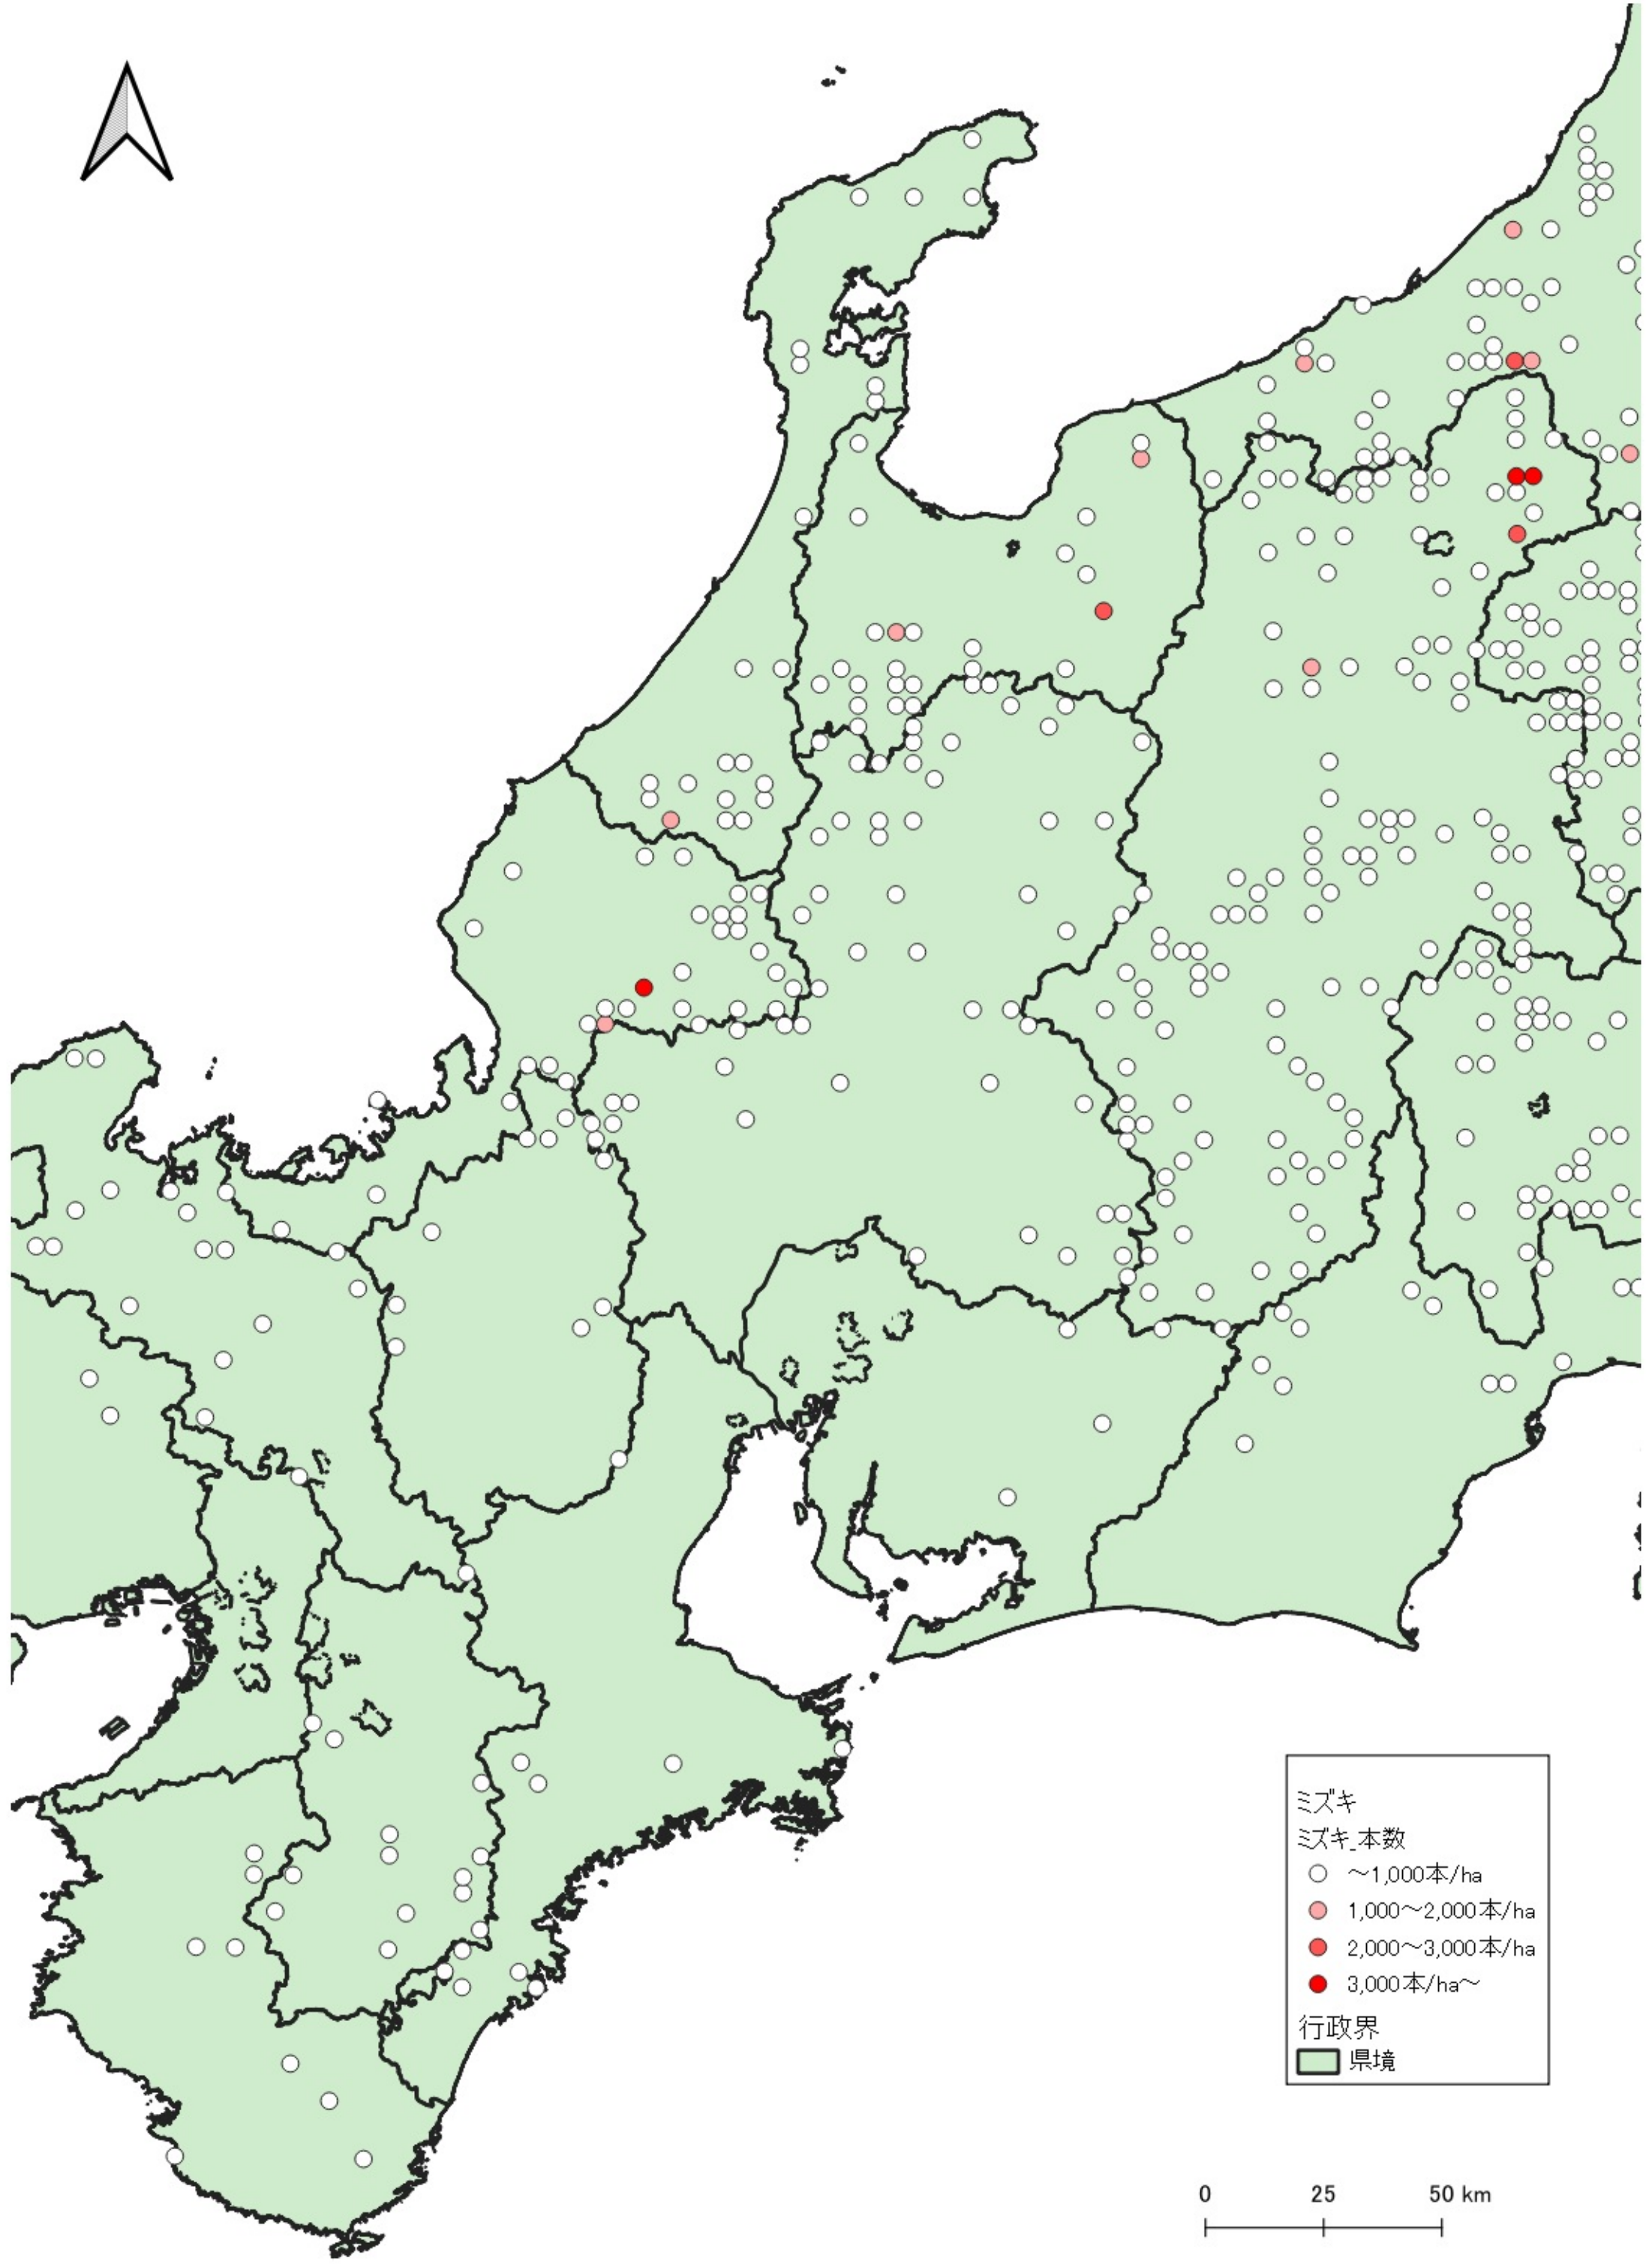 ミズキ
ミズキ_本数
～1,000本/ha
1,000～2,000本/ha
2,000～3,000本/ha
3,000本/ha～
行政界
県境
0 25 50 km